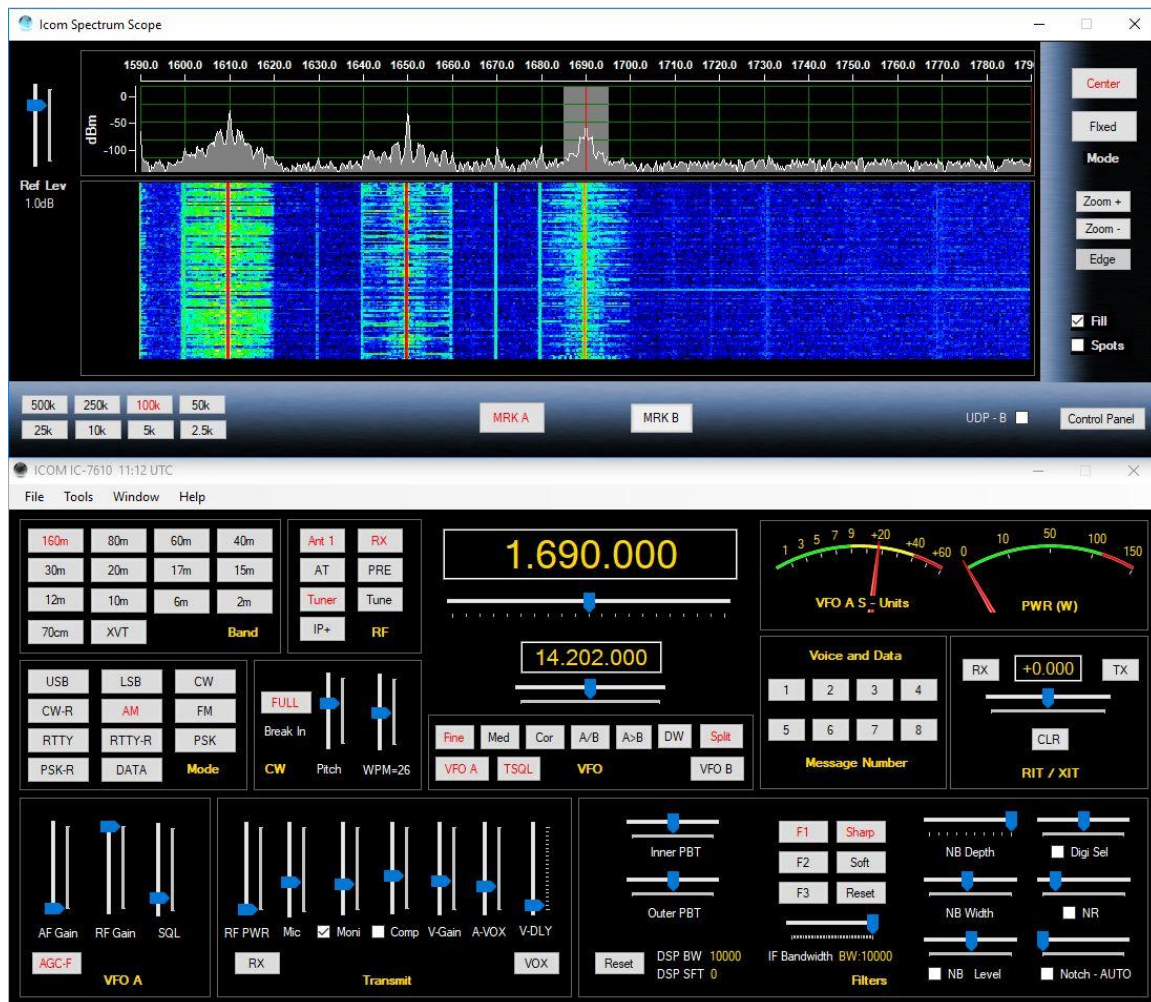 Icom Spectrum Scope
1590.0 1600.0 1610.0 1620.0 1630.0 1640.0 1650.0 1660.0 1670.0 1680.0 1690.0 1700.0 1710.0 1720.0 1730.0 1740.0 1750.0 1760.0 1770.0 1780.0 179
0
-50
-100
dBm
Ref Lev
1.0dB
Center
FIxed
Mode
Zoom +
Zoom -
Edge
Fill
Spots
500k 250k 100k 50k
25k 10k 5k 2.5k
MRK A MRK B
UDP - B Control Panel
ICOM IC-7610 11:12 UTC
File Tools Window Help
160m 80m 60m 40m
30m 20m 17m 15m
12m 10m 6m 2m
70cm XVT Band
Ant 1 RX
AT PRE
Tuner Tune
IP+ RF
1.690.000
14.202.000
1 3 5 7 9 +20 +40 +60
VFO A S - Units
0 10 50 100 150
PWR (W)
USB LSB CW
CW-R AM FM
RTTY RTTY-R PSK
PSK-R DATA Mode
FULL
Break In
CW Pitch WPM=26
Fine Med Cor A/B A>B DW Split
VFO A TSQL VFO VFO B
Voice and Data
1 2 3 4
5 6 7 8
Message Number
RX +0.000 TX
CLR
RIT / XIT
AF Gain RF Gain SQL
AGC-F VFO A
RF PWR Mic Moni Comp V-Gain A-VOX V-DLY
RX Transmit VOX
Inner PBT
Outer PBT
Reset DSP BW 10000
DSP SFT 0
F1 Sharp
F2 Soft
F3 Reset
IF Bandwidth BW:10000
Filters
NB Depth Digi Sel
NB Width NR
NB Level Notch - AUTO